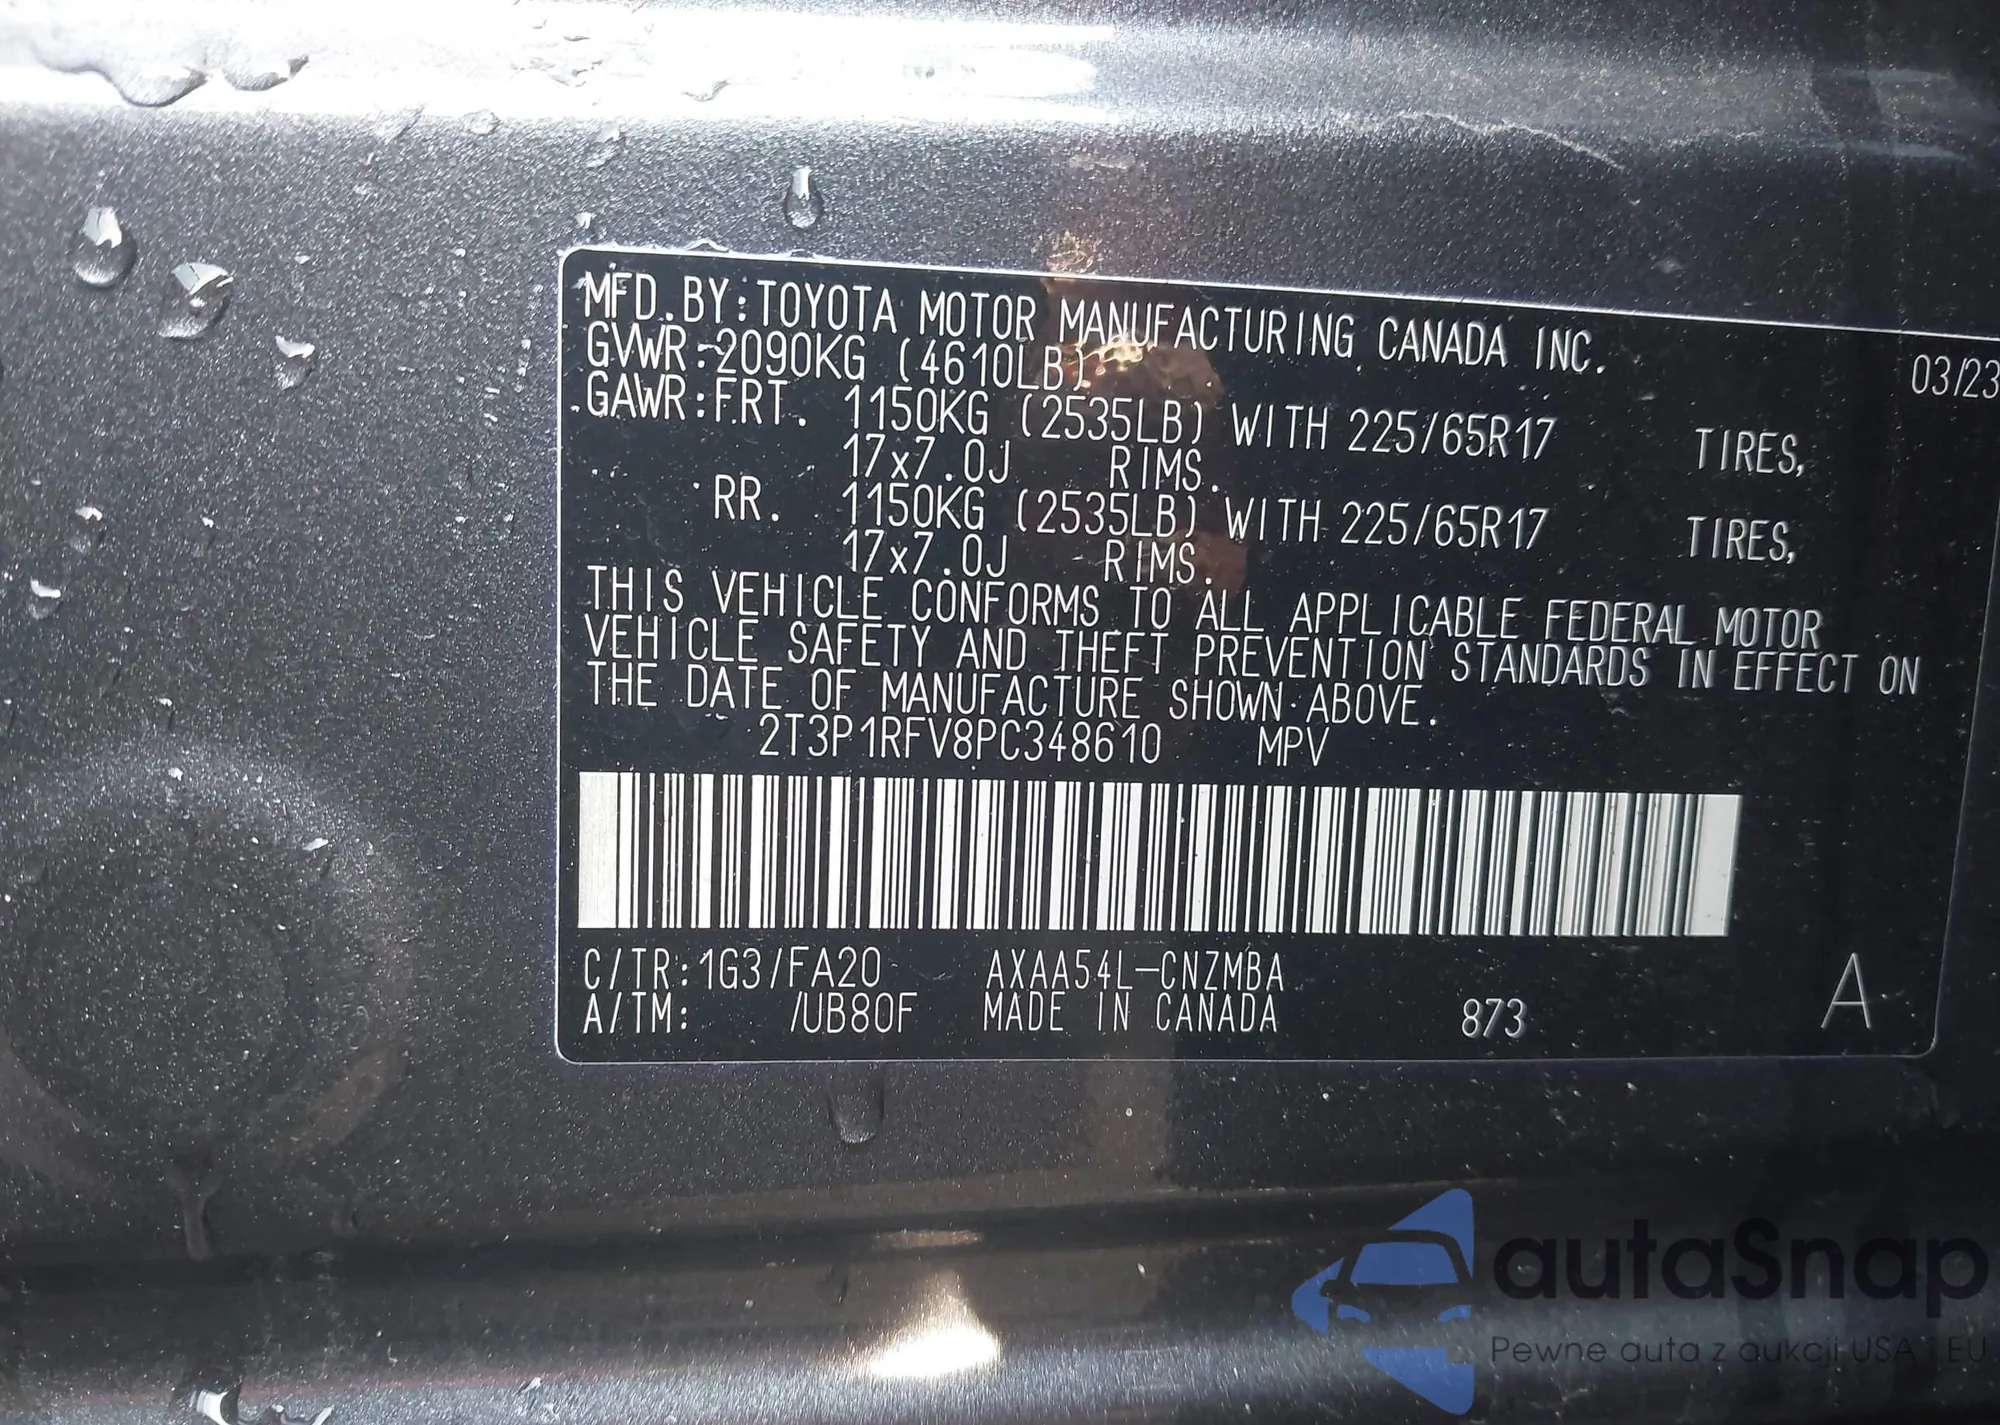 MFD.BY:TOYOTA MOTOR MANUFACTURING CANADA INC.
03/23
GVWR:2090KG (4610LB)
GAWR:FRT. 1150KG (2535LB) WITH 225/65R17 TIRES,
17x7.0J RIMS.
RR. 1150KG (2535LB) WITH 225/65R17 TIRES,
17x7.0J RIMS.
THIS VEHICLE CONFORMS TO ALL APPLICABLE FEDERAL MOTOR
VEHICLE SAFETY AND THEFT PREVENTION STANDARDS IN EFFECT ON
THE DATE OF MANUFACTURE SHOWN ABOVE.
2T3P1RFV8PC348610 MPV
C/TR:1G3/FA20 AXAA54L-CNZMBA
A/TM: /UB80F MADE IN CANADA 873 A
autaSnap
Pewne auta z aukcji USA i EU